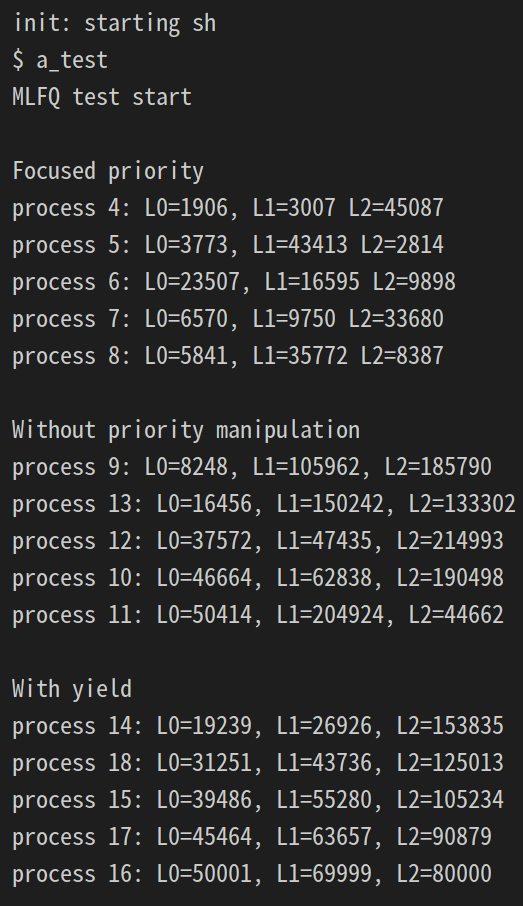 init: starting sh
$ a_test
MLFQ test start
Focused priority
process 4: L0=1906, L1=3007 L2=45087
process 5: L0=3773, L1=43413 L2=2814
process 6: L0=23507, L1=16595 L2=9898
process 7: L0=6570, L1=9750 L2=33680
process 8: L0=5841, L1=35772 L2=8387
Without priority manipulation
process 9: L0=8248, L1=105962, L2=185790
process 13: L0=16456, L1=150242, L2=133302
process 12: L0=37572, L1=47435, L2=214993
process 10: L0=46664, L1=62838, L2=190498
process 11: L0=50414, L1=204924, L2=44662
With yield
process 14: L0=19239, L1=26926, L2=153835
process 18: L0=31251, L1=43736, L2=125013
process 15: L0=39486, L1=55280, L2=105234
process 17: L0=45464, L1=63657, L2=90879
process 16: L0=50001, L1=69999, L2=80000